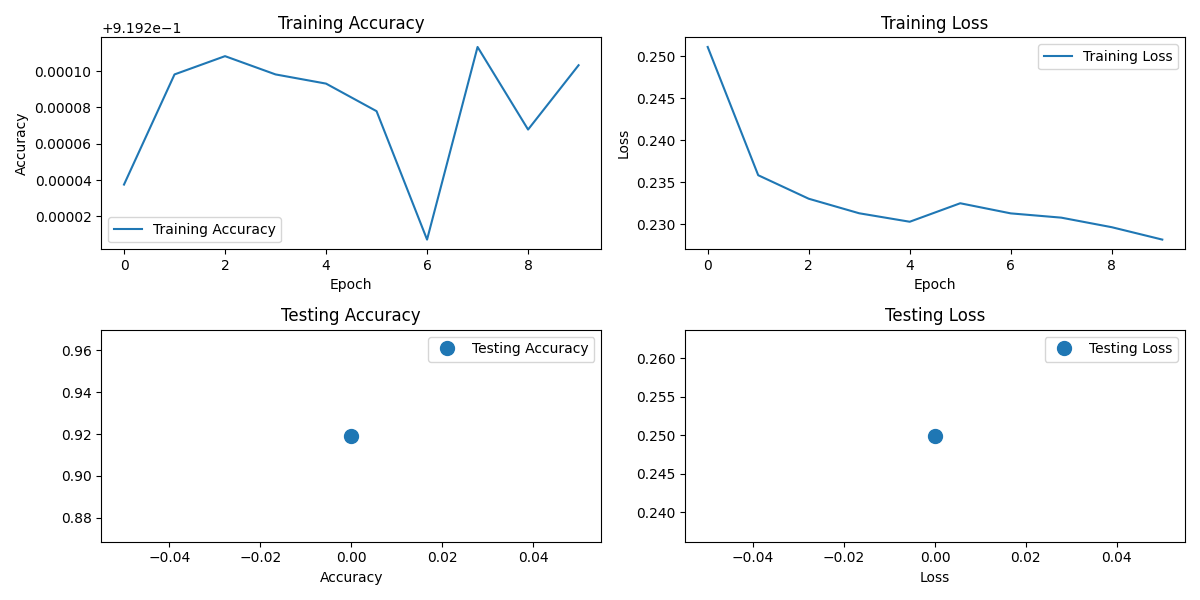 Training Accuracy
+9.192e−1
0.00010
0.00008
0.00006
0.00004
0.00002
Accuracy
Training Accuracy
0 2 4 6 8
Epoch
Training Loss
0.250
0.245
0.240
0.235
0.230
Loss
Training Loss
0 2 4 6 8
Epoch
Testing Accuracy
0.96
0.94
0.92
0.90
0.88
Testing Accuracy
−0.04 −0.02 0.00 0.02 0.04
Accuracy
Testing Loss
0.260
0.255
0.250
0.245
0.240
Testing Loss
−0.04 −0.02 0.00 0.02 0.04
Loss